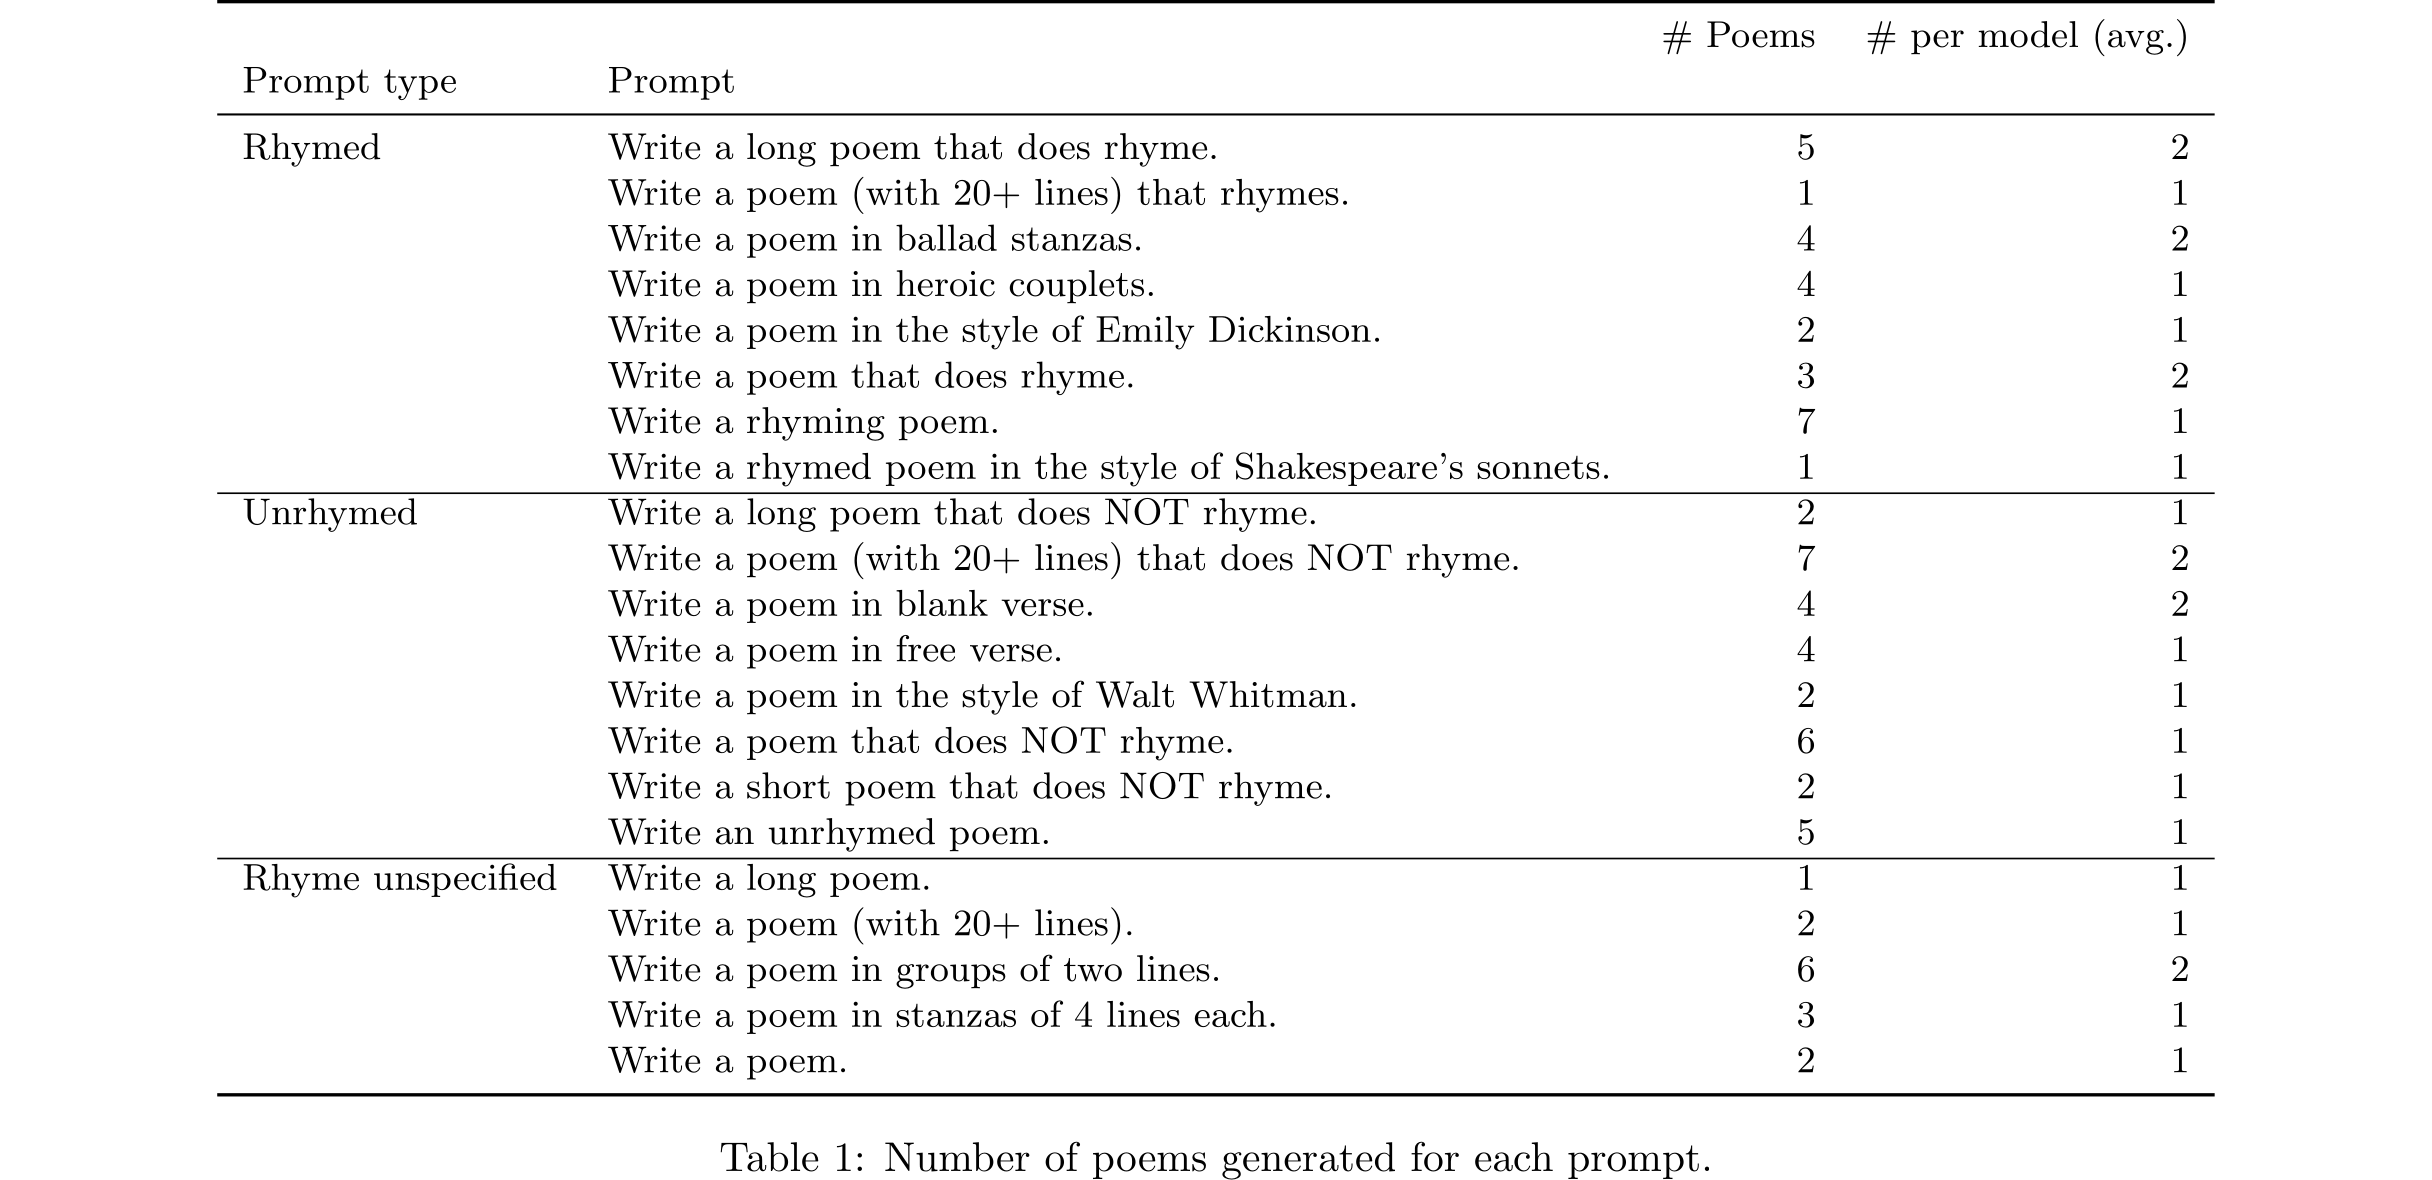 # Poems # per model (avg.)
Prompt type Prompt
Rhymed Write a long poem that does rhyme. 5 2
Write a poem (with 20+ lines) that rhymes. 1 1
Write a poem in ballad stanzas. 4 2
Write a poem in heroic couplets. 4 1
Write a poem in the style of Emily Dickinson. 2 1
Write a poem that does rhyme. 3 2
Write a rhyming poem. 7 1
Write a rhymed poem in the style of Shakespeare's sonnets. 1 1
Unrhymed Write a long poem that does NOT rhyme. 2 1
Write a poem (with 20+ lines) that does NOT rhyme. 7 2
Write a poem in blank verse. 4 2
Write a poem in free verse. 4 1
Write a poem in the style of Walt Whitman. 2 1
Write a poem that does NOT rhyme. 6 1
Write a short poem that does NOT rhyme. 2 1
Write an unrhymed poem. 5 1
Rhyme unspecified Write a long poem. 1 1
Write a poem (with 20+ lines). 2 1
Write a poem in groups of two lines. 6 2
Write a poem in stanzas of 4 lines each. 3 1
Write a poem. 2 1
Table 1: Number of poems generated for each prompt.